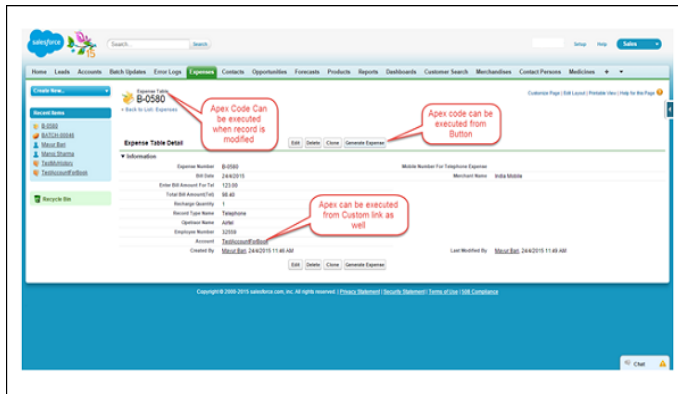 salesforce
15
Search...
Search
Setup
Help
Sales
Home Leads Accounts Batch Updates Error Logs Expenses Contacts Opportunities Forecasts Products Reports Dashboards Customer Search Merchandises Contact Persons Medicines +
Create New...
Expense Table
B-0580
« Back to List: Expenses
Customize Page | Edit Layout | Printable View | Help for this Page
Recent Items
B-0580
BATCH-00048
Mayur Bari
Manoj Sharma
TestMyHistory
TestAccountForBook
Recycle Bin
Apex Code Can
be executed
when record is
modified
Apex code can be
executed from
Button
Expense Table Detail
Edit Delete Clone Generate Expense
Information
Expense Number B-0580
Mobile Number For Telephone Expense
Bill Date 24/4/2015
Merchant Name India Mobile
Enter Bill Amount For Tel 123.00
Total Bill Amount(Tel) 98.40
Recharge Quantity 1
Record Type Name Telephone
Opetious Name Airtel
Employee Number 32559
Account TestAccountForBook
Created By Mayur Bari, 24/4/2015 11:46 AM
Last Modified By Mayur Bari, 24/4/2015 11:46 AM
Apex can be executed
from Custom link as
well
Edit Delete Clone Generate Expense
Copyright © 2000-2015 salesforce.com, inc. All rights reserved. | Privacy Statement | Security Statement | Terms of Use | 508 Compliance
Chat